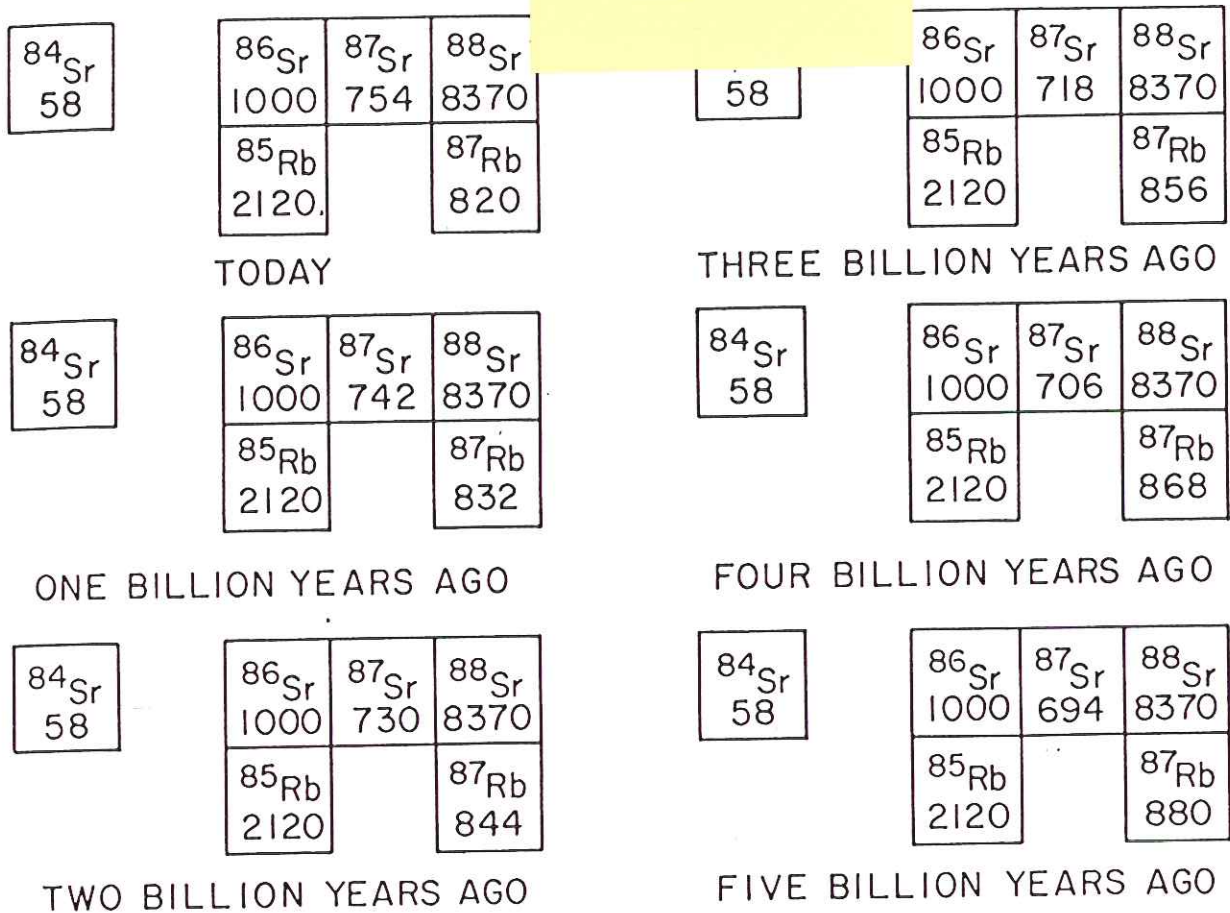 84Sr 86Sr 87Sr 88Sr
58 1000 754 8370
85Rb 87Rb
2120 820
TODAY
84Sr 86Sr 87Sr 88Sr
58 1000 742 8370
85Rb 87Rb
2120 832
ONE BILLION YEARS AGO
84Sr 86Sr 87Sr 88Sr
58 1000 730 8370
85Rb 87Rb
2120 844
TWO BILLION YEARS AGO
86Sr 87Sr 88Sr
58 1000 718 8370
85Rb 87Rb
2120 856
THREE BILLION YEARS AGO
84Sr 86Sr 87Sr 88Sr
58 1000 706 8370
85Rb 87Rb
2120 868
FOUR BILLION YEARS AGO
84Sr 86Sr 87Sr 88Sr
58 1000 694 8370
85Rb 87Rb
2120 880
FIVE BILLION YEARS AGO